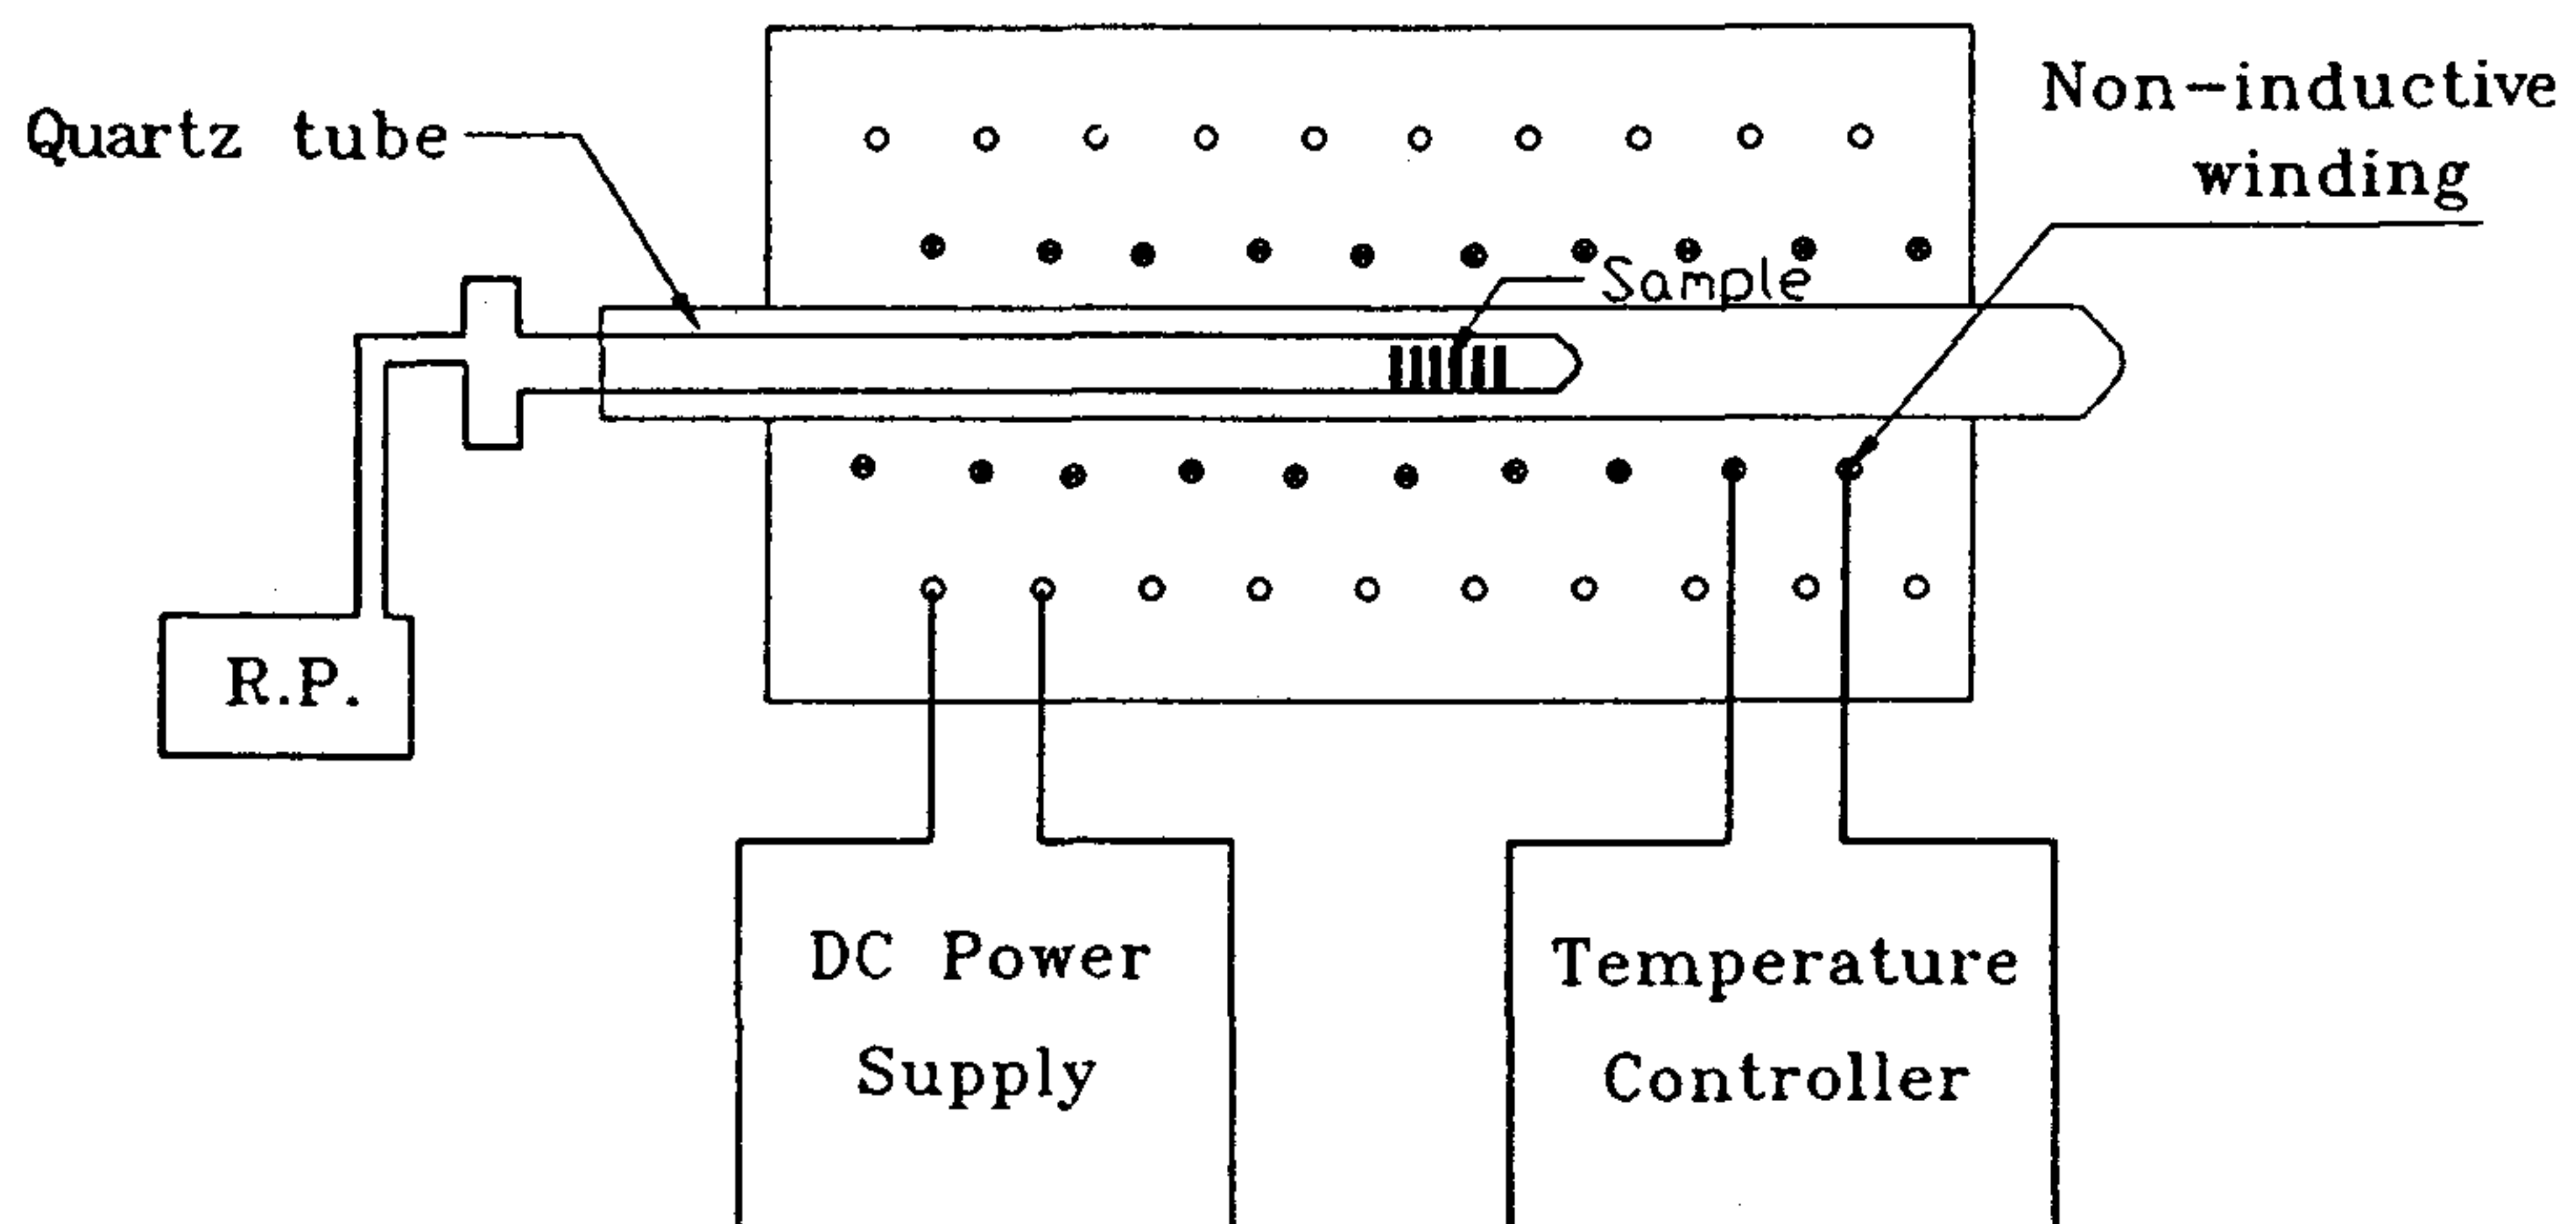 Quartz tube
Non-inductive
winding
Sample
R.P.
DC Power
Supply
Temperature
Controller